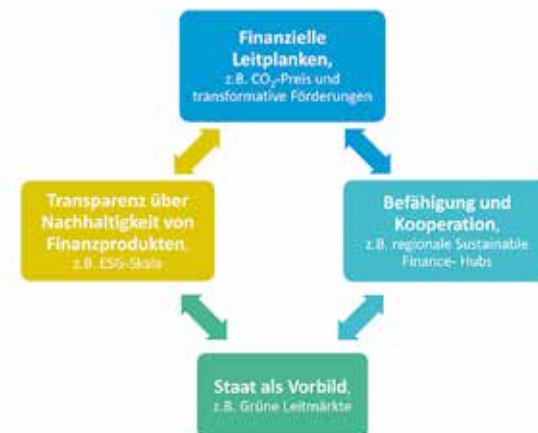 Finanzielle
Leitplanken,
z.B. CO₂-Preis und
transformative Förderungen
Transparenz über
Nachhaltigkeit von
Finanzprodukten,
z.B. ESG-Skala
Befähigung und
Kooperation,
z.B. regionale Sustainable
Finance- Hubs
Staat als Vorbild,
z.B. Grüne Leitmärkte